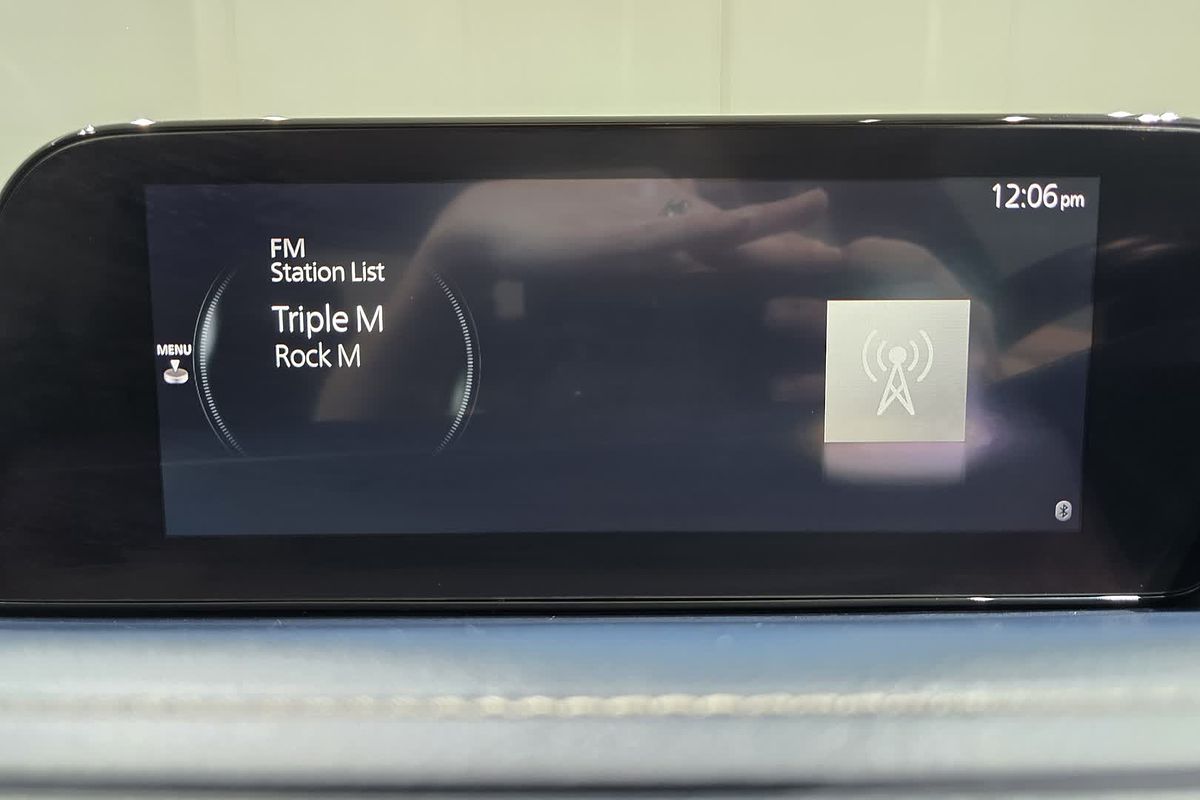 12:06pm
FM
Station List
Triple M
Rock M
MENU